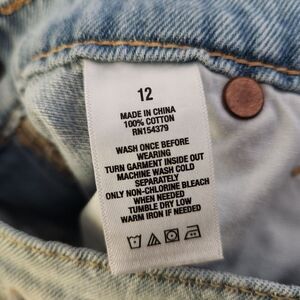 12
MADE IN CHINA
100% COTTON
RN154379
WASH ONCE BEFORE
WEARING
TURN GARMENT INSIDE OUT
MACHINE WASH COLD
SEPARATELY
ONLY NON-CHLORINE BLEACH
WHEN NEEDED
TUMBLE DRY LOW
WARM IRON IF NEEDED